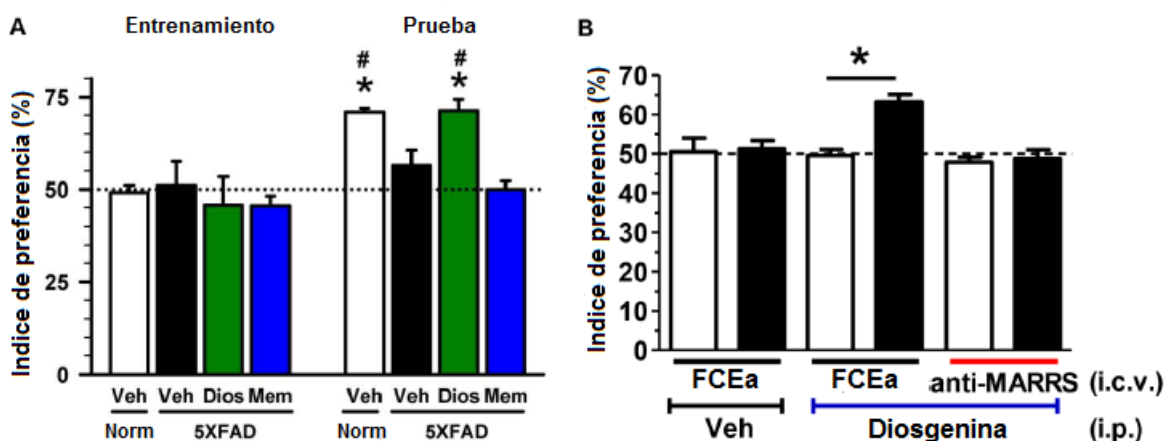 A
Entrenamiento Prueba
Indice de preferencia (%)
75
50
25
0
# #
* *
Veh Veh Dios Mem Veh Veh Dios Mem
Norm 5XFAD Norm 5XFAD
B
Indice de preferencia (%)
70
60
50
40
30
20
10
0
*
FCEa FCEa anti-MARRS (i.c.v.)
Veh Diosgenina (i.p.)